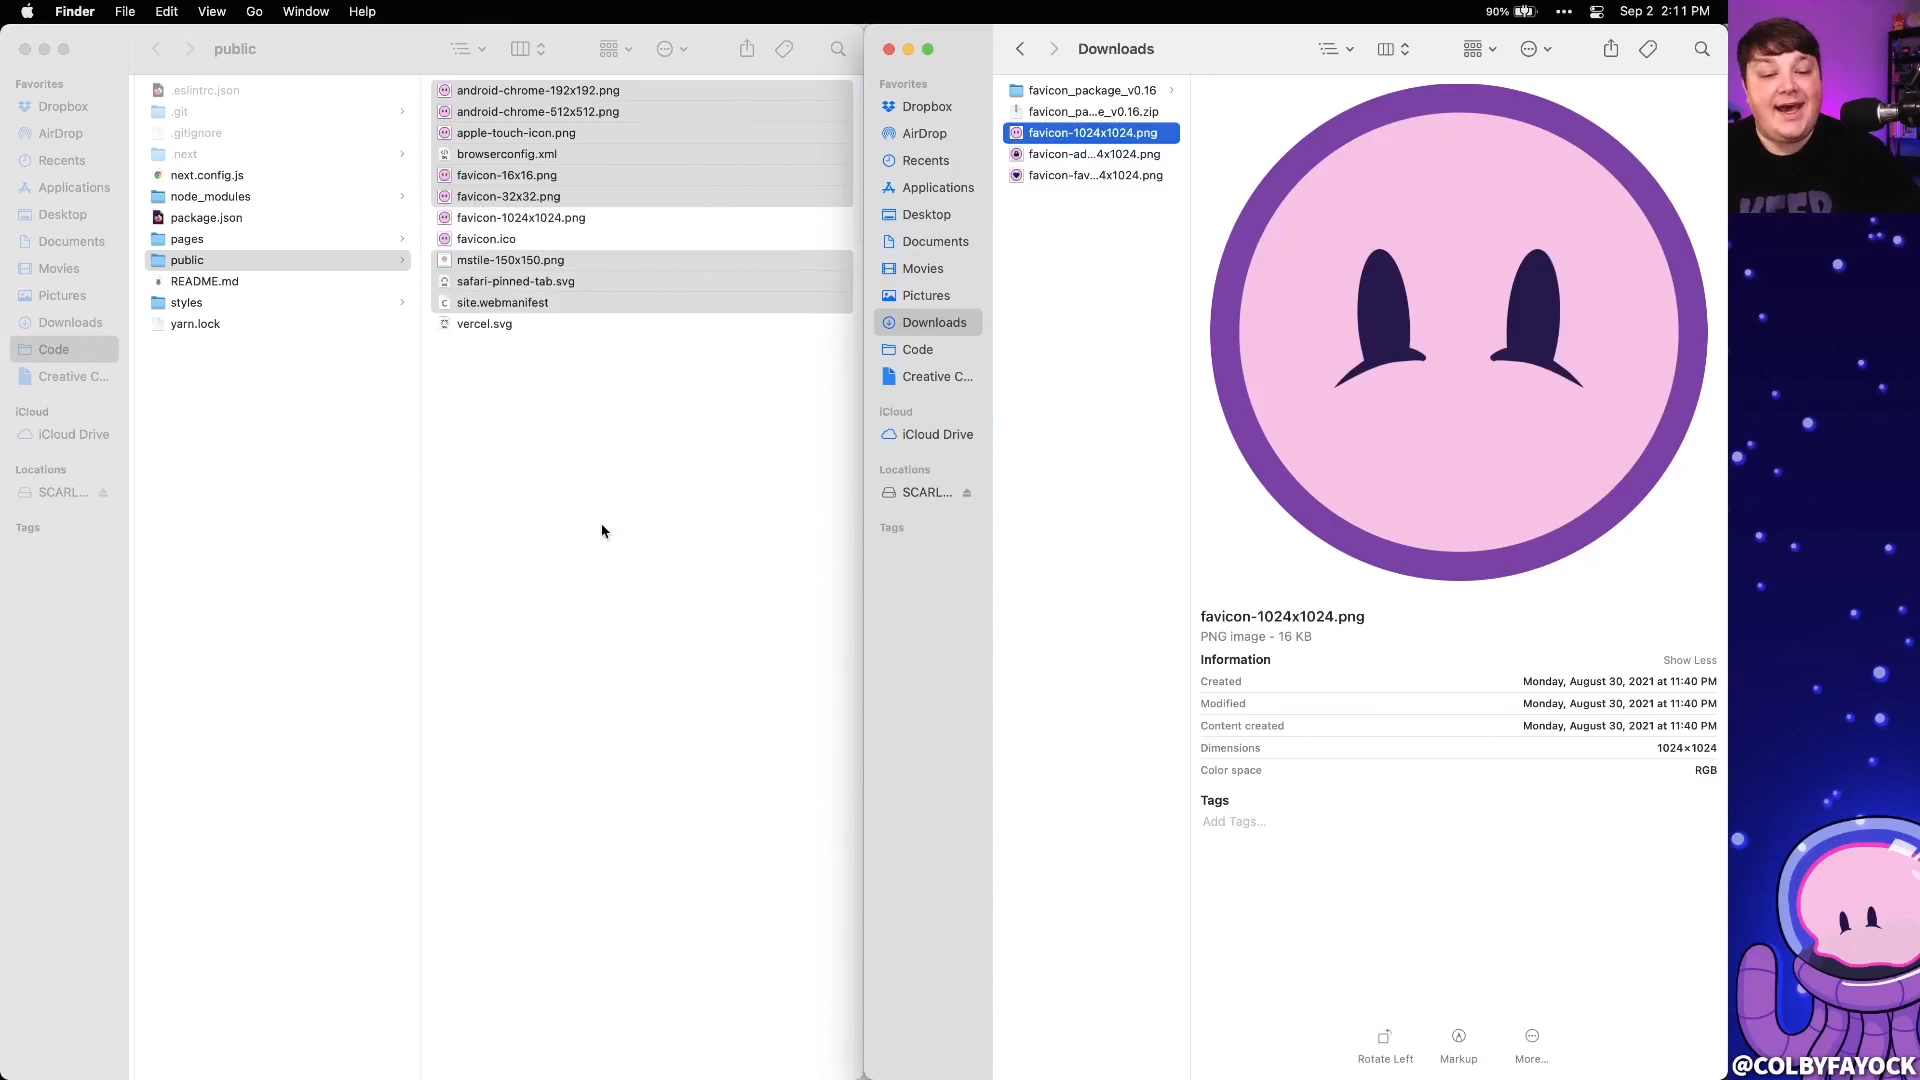 Finder File Edit View Go Window Help
90%
Sep 2 2:11 PM
public
Favorites
Dropbox
AirDrop
Recents
Applications
Desktop
Documents
Movies
Pictures
Downloads
Code
Creative C...
iCloud
iCloud Drive
Locations
SCARL...
Tags
.eslintrc.json
.git
.gitignore
.next
next.config.js
node_modules
package.json
pages
public
README.md
styles
yarn.lock
android-chrome-192x192.png
android-chrome-512x512.png
apple-touch-icon.png
browserconfig.xml
favicon-16x16.png
favicon-32x32.png
favicon-1024x1024.png
favicon.ico
mstile-150x150.png
safari-pinned-tab.svg
site.webmanifest
vercel.svg
Downloads
Favorites
Dropbox
AirDrop
Recents
Applications
Desktop
Documents
Movies
Pictures
Downloads
Code
Creative C...
iCloud
iCloud Drive
Locations
SCARL...
Tags
favicon_package_v0.16
favicon_pa...e_v0.16.zip
favicon-1024x1024.png
favicon-ad...4x1024.png
favicon-fav...4x1024.png
favicon-1024x1024.png
PNG image - 16 KB
Information Show Less
Created Monday, August 30, 2021 at 11:40 PM
Modified Monday, August 30, 2021 at 11:40 PM
Content created Monday, August 30, 2021 at 11:40 PM
Dimensions 1024×1024
Color space RGB
Tags
Add Tags...
Rotate Left Markup More...
KEEP
@COLBYFAYOCK